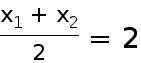 x₁ + x₂
2
= 2